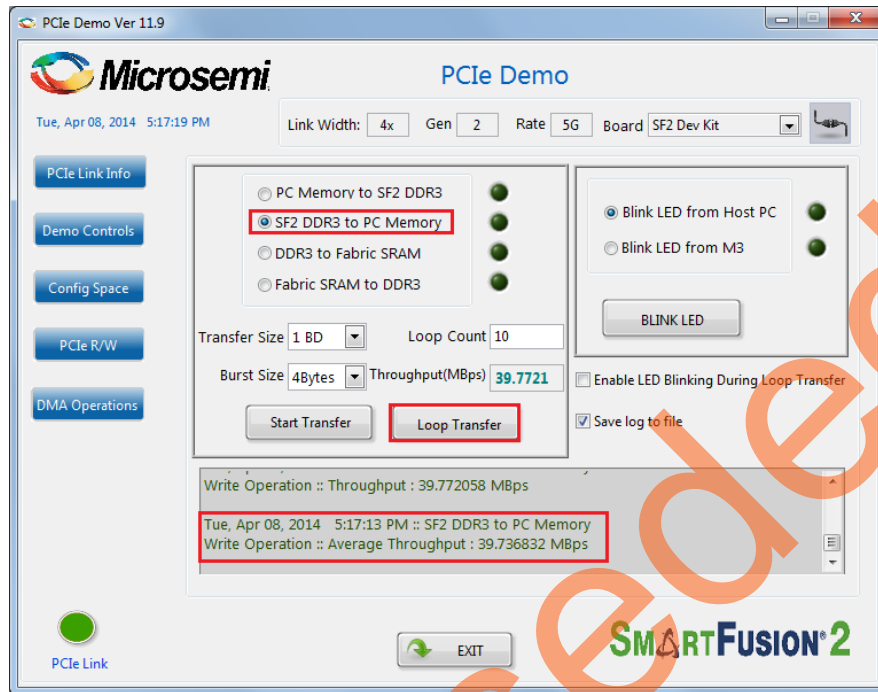 PCIe Demo Ver 11.9
Microsemi
PCIe Demo
Tue, Apr 08, 2014 5:17:19 PM
Link Width: 4x Gen 2 Rate 5G Board SF2 Dev Kit
PCIe Link Info
Demo Controls
Config Space
PCIe R/W
DMA Operations
PC Memory to SF2 DDR3
SF2 DDR3 to PC Memory
DDR3 to Fabric SRAM
Fabric SRAM to DDR3
Transfer Size 1 BD Loop Count 10
Burst Size 4Bytes Throughput(MBps) 39.7721
Start Transfer Loop Transfer
Blink LED from Host PC
Blink LED from M3
BLINK LED
Enable LED Blinking During Loop Transfer
Save log to file
Write Operation :: Throughput : 39.772058 MBps
Tue, Apr 08, 2014 5:17:13 PM :: SF2 DDR3 to PC Memory
Write Operation :: Average Throughput : 39.736832 MBps
PCIe Link
EXIT
SMARTFUSION®2